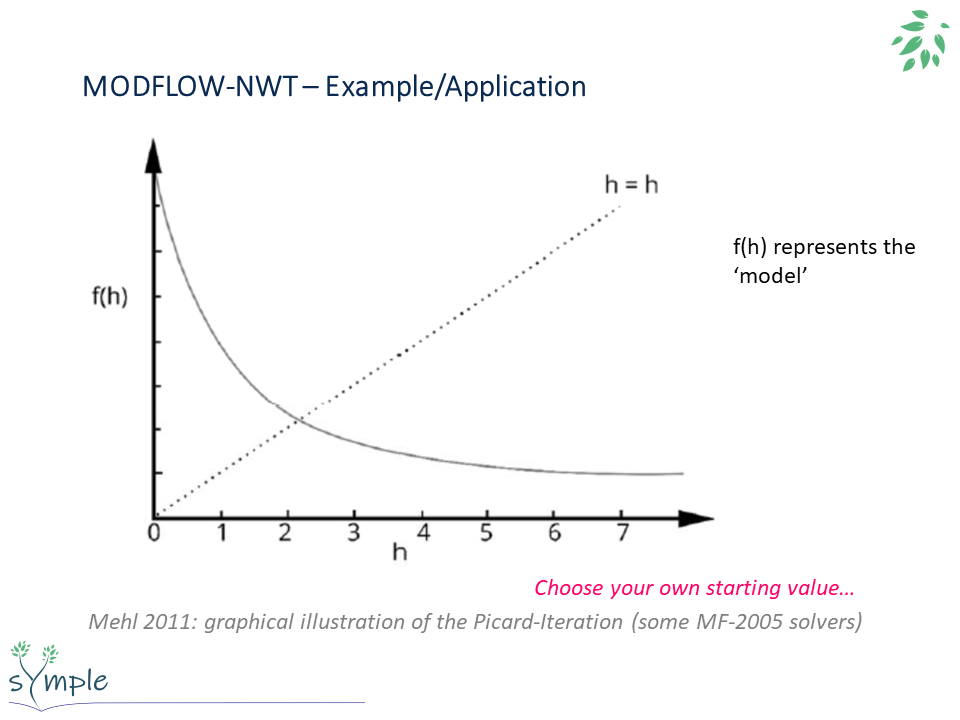 MODFLOW-NWT – Example/Application
h = h
f(h) represents the
‘model’
f(h)
0 1 2 3 4 5 6 7
h
Choose your own starting value…
Mehl 2011: graphical illustration of the Picard-Iteration (some MF-2005 solvers)
sYmple